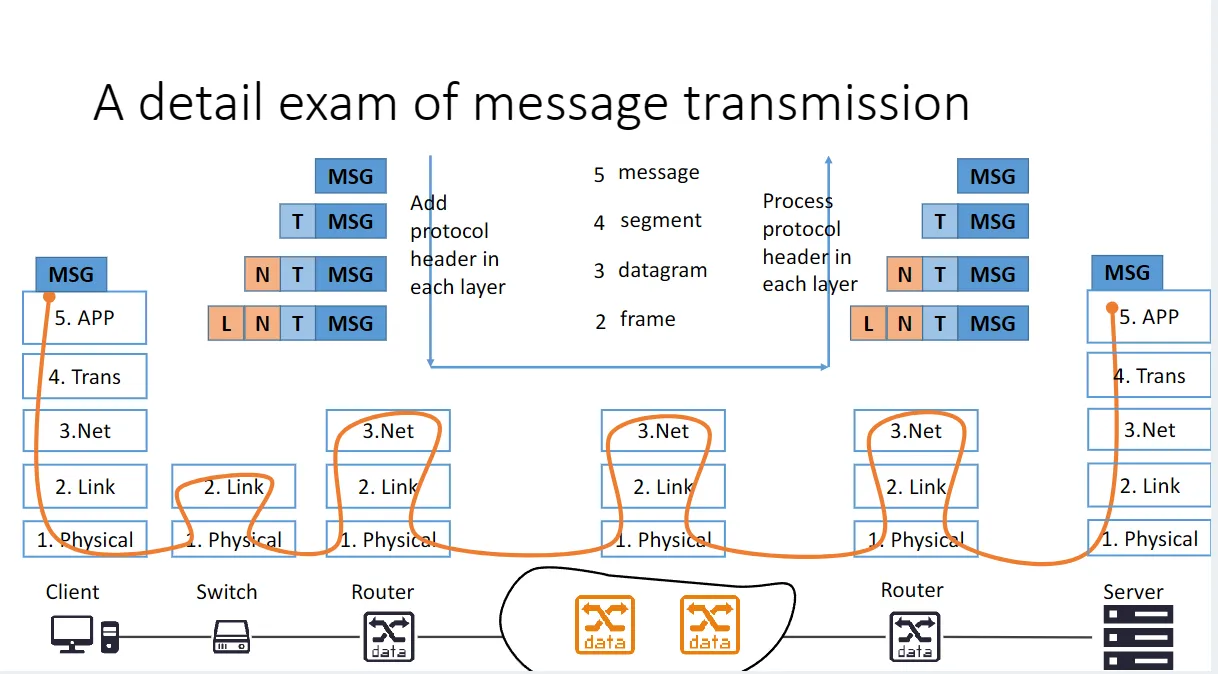 A detail exam of message transmission
MSG
T MSG
N T MSG
L N T MSG
Add
protocol
header in
each layer
5 message
4 segment
3 datagram
2 frame
Process
protocol
header in
each layer
MSG
T MSG
N T MSG
L N T MSG
MSG
5. APP
4. Trans
3.Net
2. Link
1. Physical
2. Link
1. Physical
3.Net
2. Link
1. Physical
3.Net
2. Link
1. Physical
3.Net
2. Link
1. Physical
MSG
5. APP
4. Trans
3.Net
2. Link
1. Physical
Client
Switch
Router
Router
Server
data
data
data
data